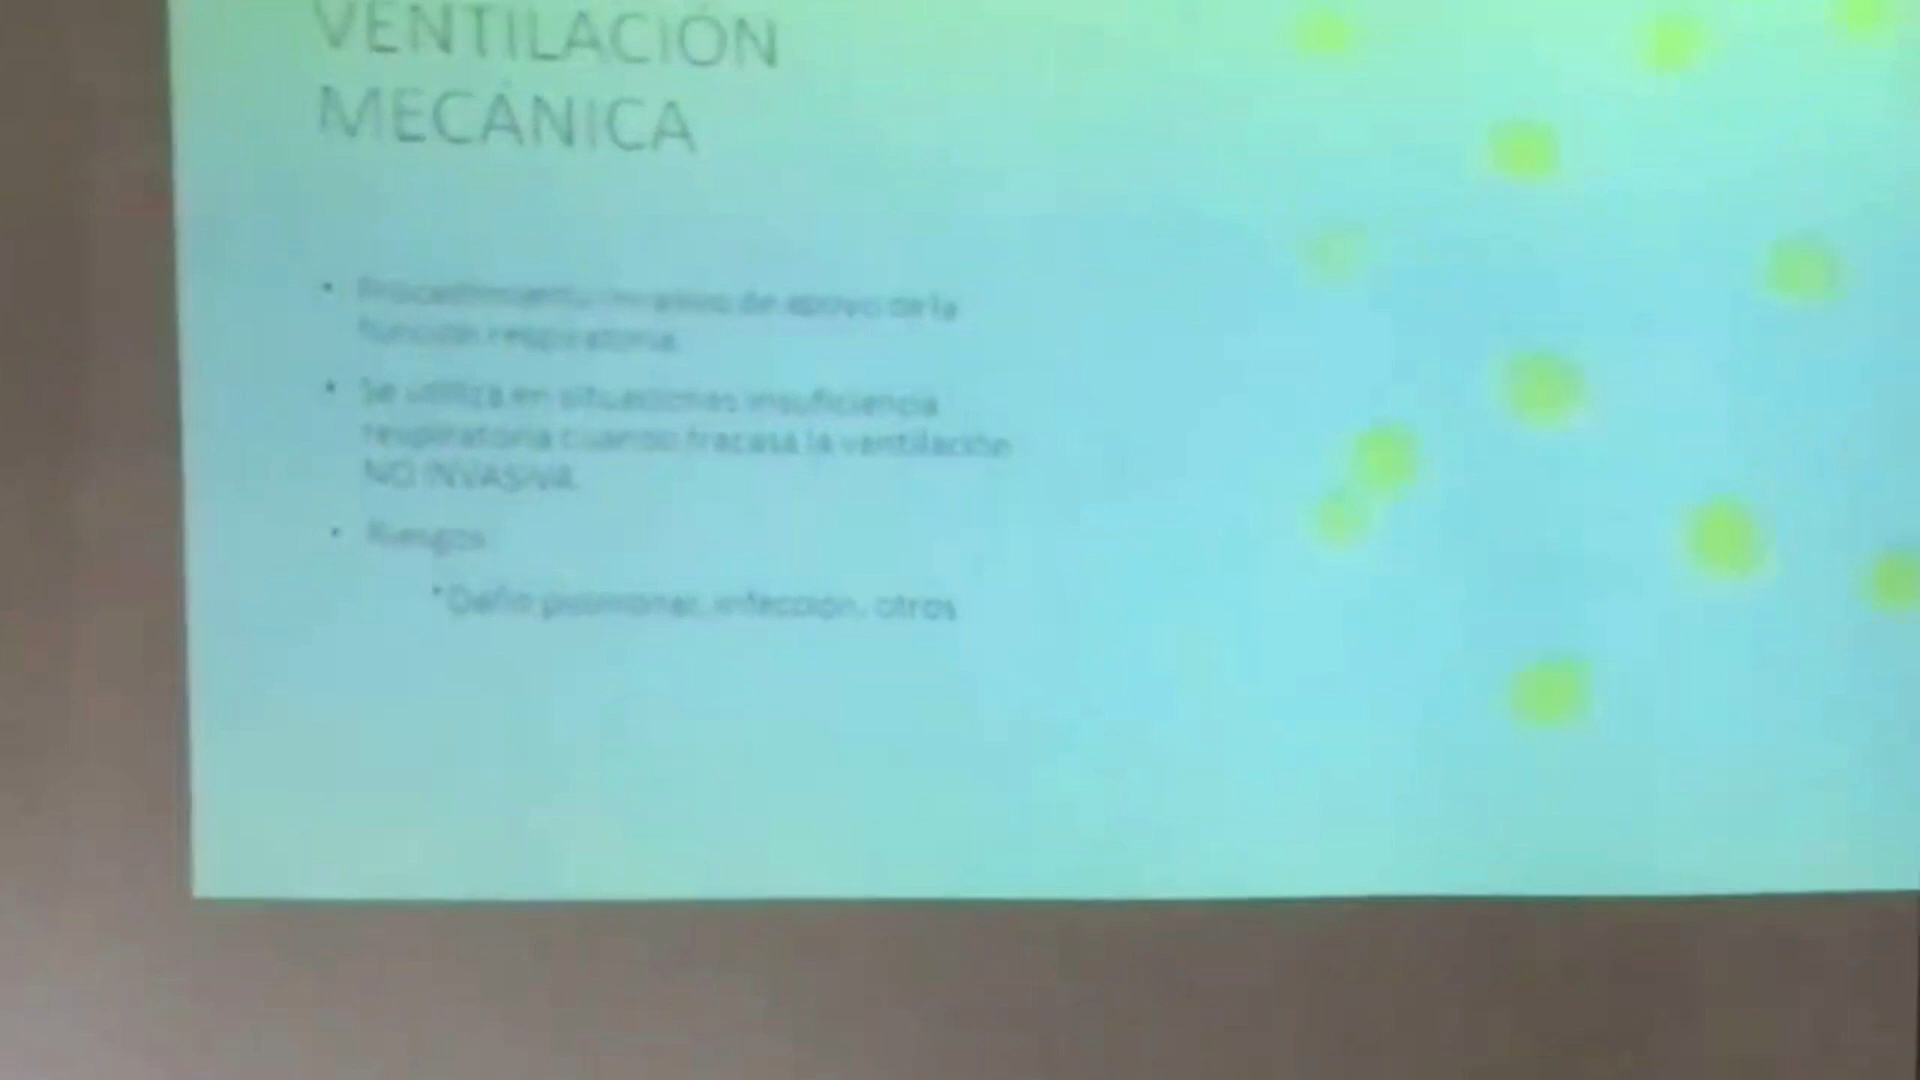 VENTILACIÓN
MECÁNICA
• Procedimiento invasivo de apoyo de la
función respiratoria.
• Se utiliza en situaciones insuficiencia
respiratoria cuando fracasa la ventilación
NO INVASIVA.
• Riesgos
*Daño pulmonar, infección, otros